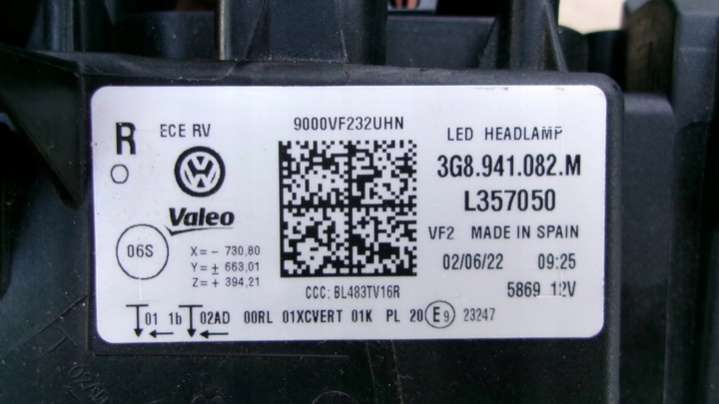 R
ECE RV
9000VF232UHN
LED HEADLAMP
3G8.941.082.M
Valeo
L357050
VF2 MADE IN SPAIN
06S
X= - 730,80
Y= ± 663,01
Z= + 394,21
02/06/22 09:25
CCC: BL483TV16R
5869 12V
01 1b 02AD 00RL 01XCVERT 01K PL 20 E9 23247